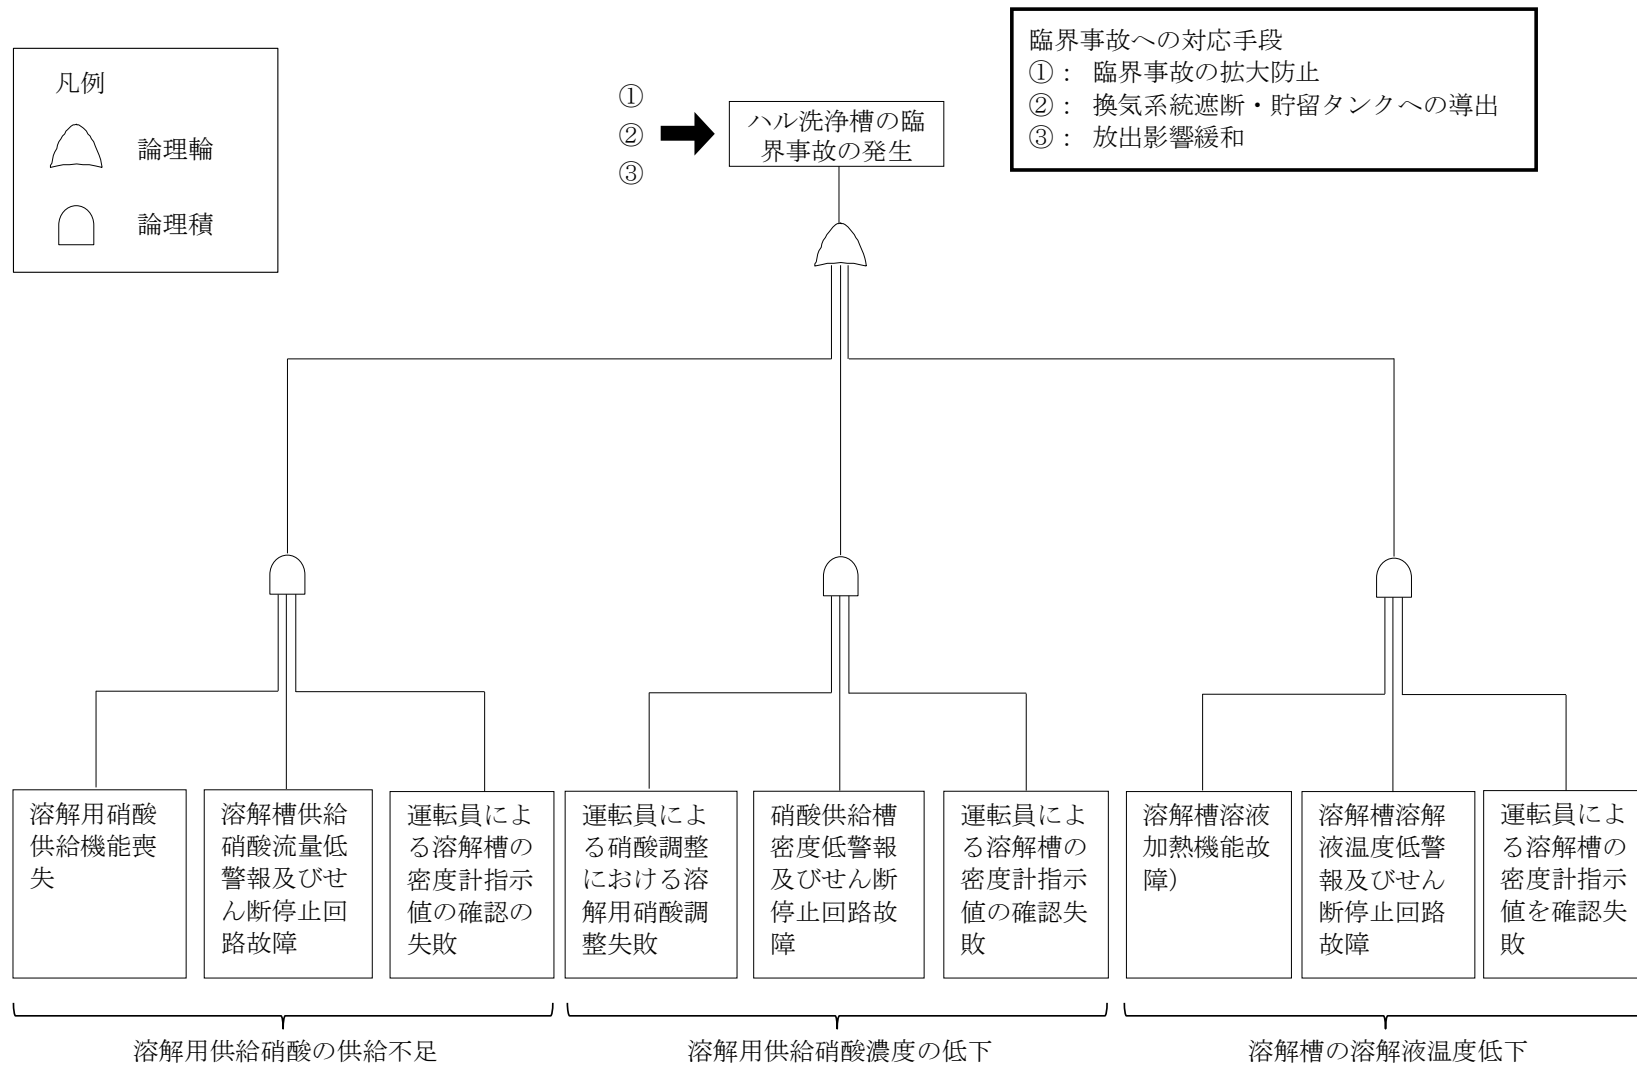 凡例
論理輪
論理積
①
②
③
ハル洗浄槽の臨
界事故の発生
臨界事故への対応手段
①： 臨界事故の拡大防止
②： 換気系統遮断・貯留タンクへの導出
③： 放出影響緩和
溶解用硝酸
供給機能喪
失
溶解槽供給
硝酸流量低
警報及びせ
ん断停止回
路故障
運転員によ
る溶解槽の
密度計指示
値の確認の
失敗
運転員によ
る硝酸調整
における溶
解用硝酸調
整失敗
硝酸供給槽
密度低警報
及びせん断
停止回路故
障
運転員によ
る溶解槽の
密度計指示
値の確認失
敗
溶解槽溶液
加熱機能故
障）
溶解槽溶解
液温度低警
報及びせん
断停止回路
故障
運転員によ
る溶解槽の
密度計指示
値を確認失
敗
溶解用供給硝酸の供給不足
溶解用供給硝酸濃度の低下
溶解槽の溶解液温度低下